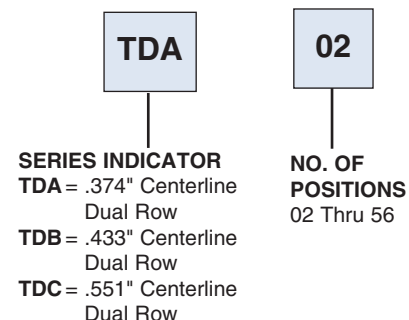 TDA
02
SERIES INDICATOR
TDA = .374" Centerline
Dual Row
TDB = .433" Centerline
Dual Row
TDC = .551" Centerline
Dual Row
NO. OF
POSITIONS
02 Thru 56